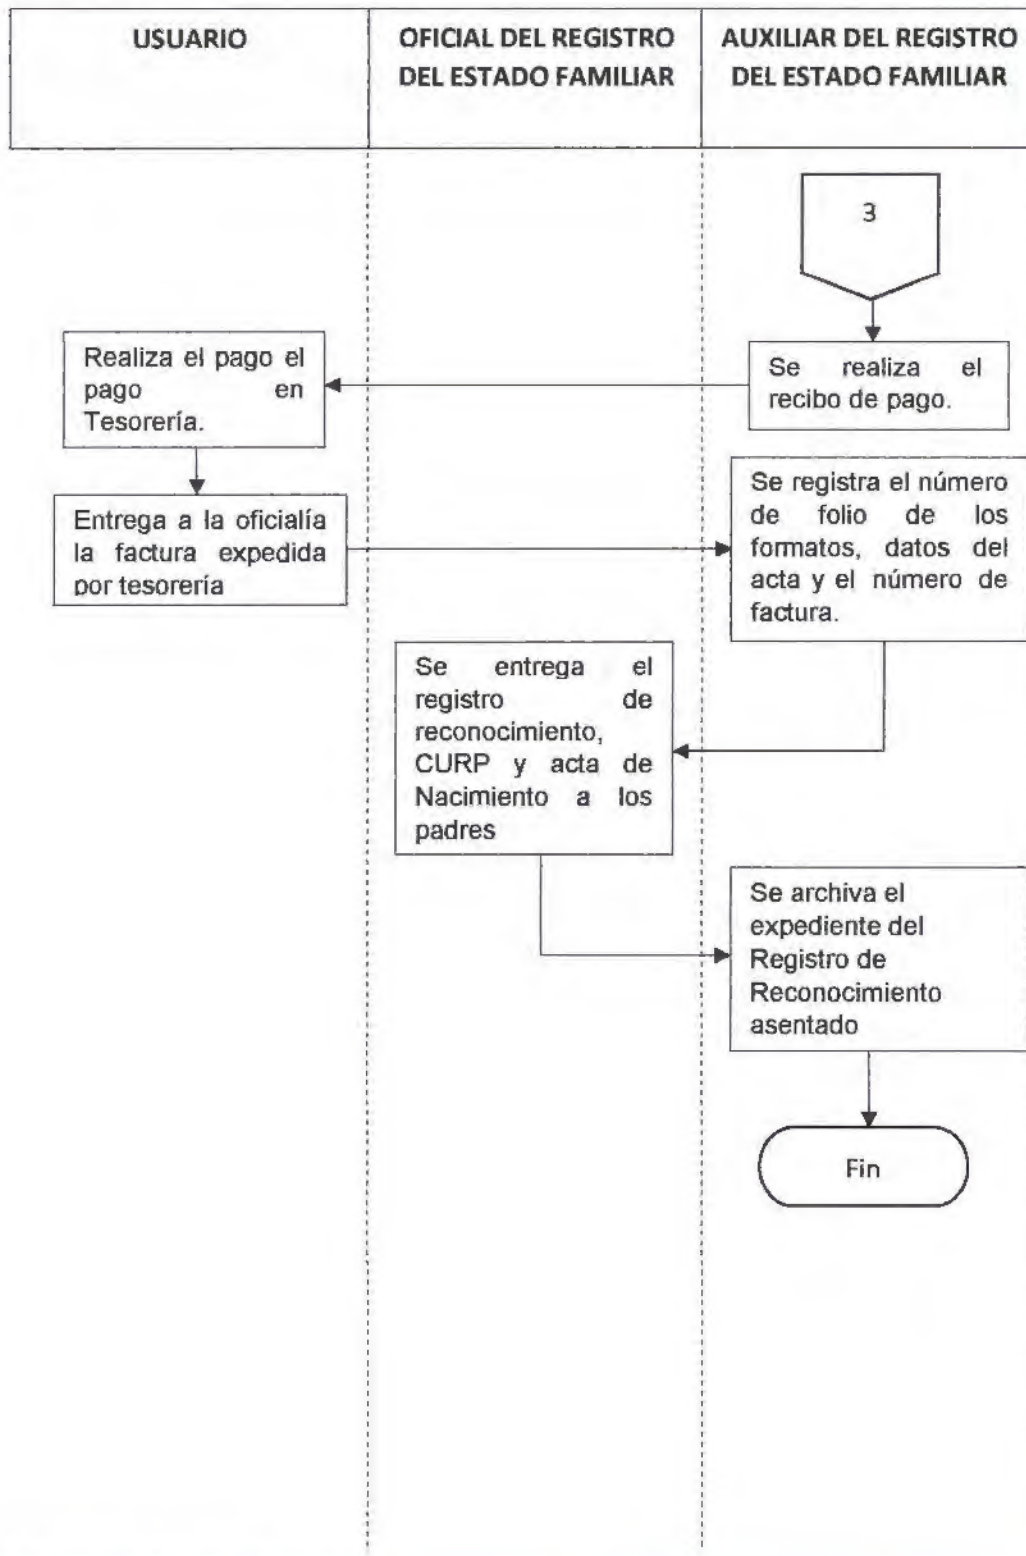 USUARIO
OFICIAL DEL REGISTRO
DEL ESTADO FAMILIAR
AUXILIAR DEL REGISTRO
DEL ESTADO FAMILIAR
3
Se realiza el
recibo de pago.
Realiza el pago el
pago en
Tesorería.
Entrega a la oficialía
la factura expedida
por tesorería
Se registra el número
de folio de los
formatos, datos del
acta y el número de
factura.
Se entrega el
registro de
reconocimiento,
CURP y acta de
Nacimiento a los
padres
Se archiva el
expediente del
Registro de
Reconocimiento
asentado
Fin